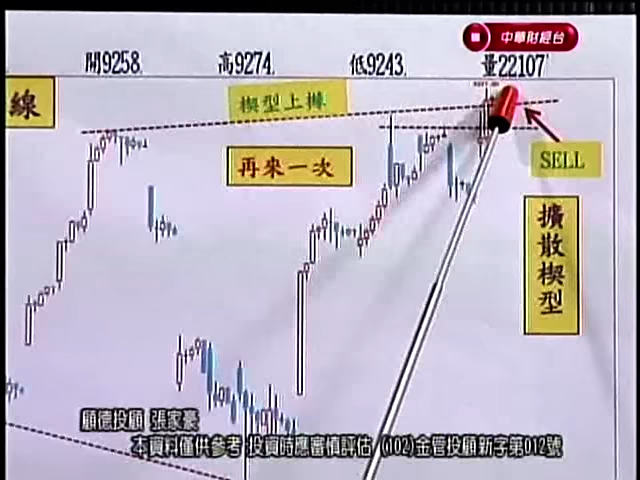 中華財經台
開9258. 高9274. 低9243. 量22107
線
楔型上攻
再來一次
SELL
擴散楔型
顧德投顧 張家豪
本資料僅供參考 投資時應審慎評估 (102)金管投顧新字第012號